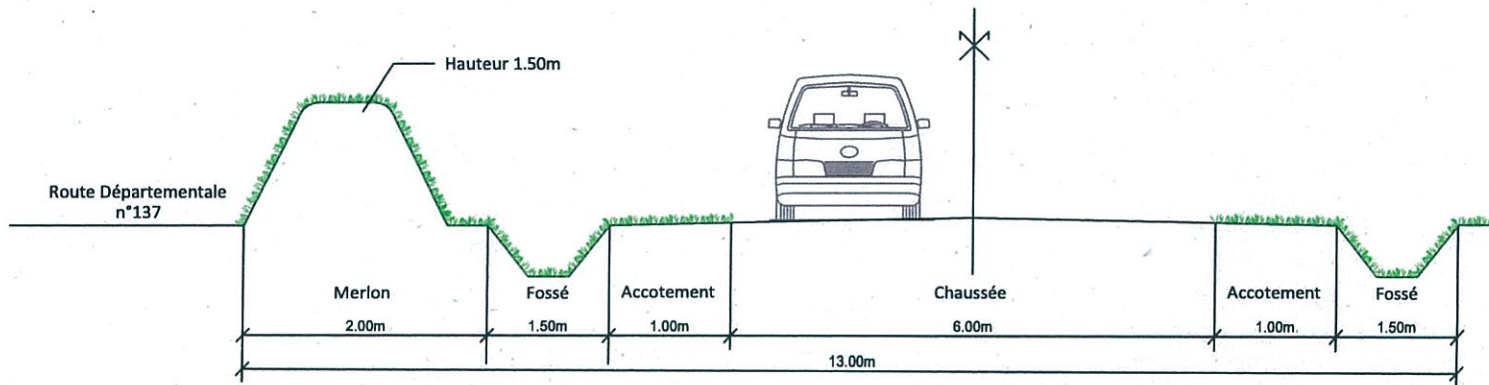 Hauteur 1.50m
Route Départementale
n°137
Merlon
Fossé
Accotement
Chaussée
Accotement
Fossé
2.00m
1.50m
1.00m
6.00m
1.00m.
1.50m
13.00m